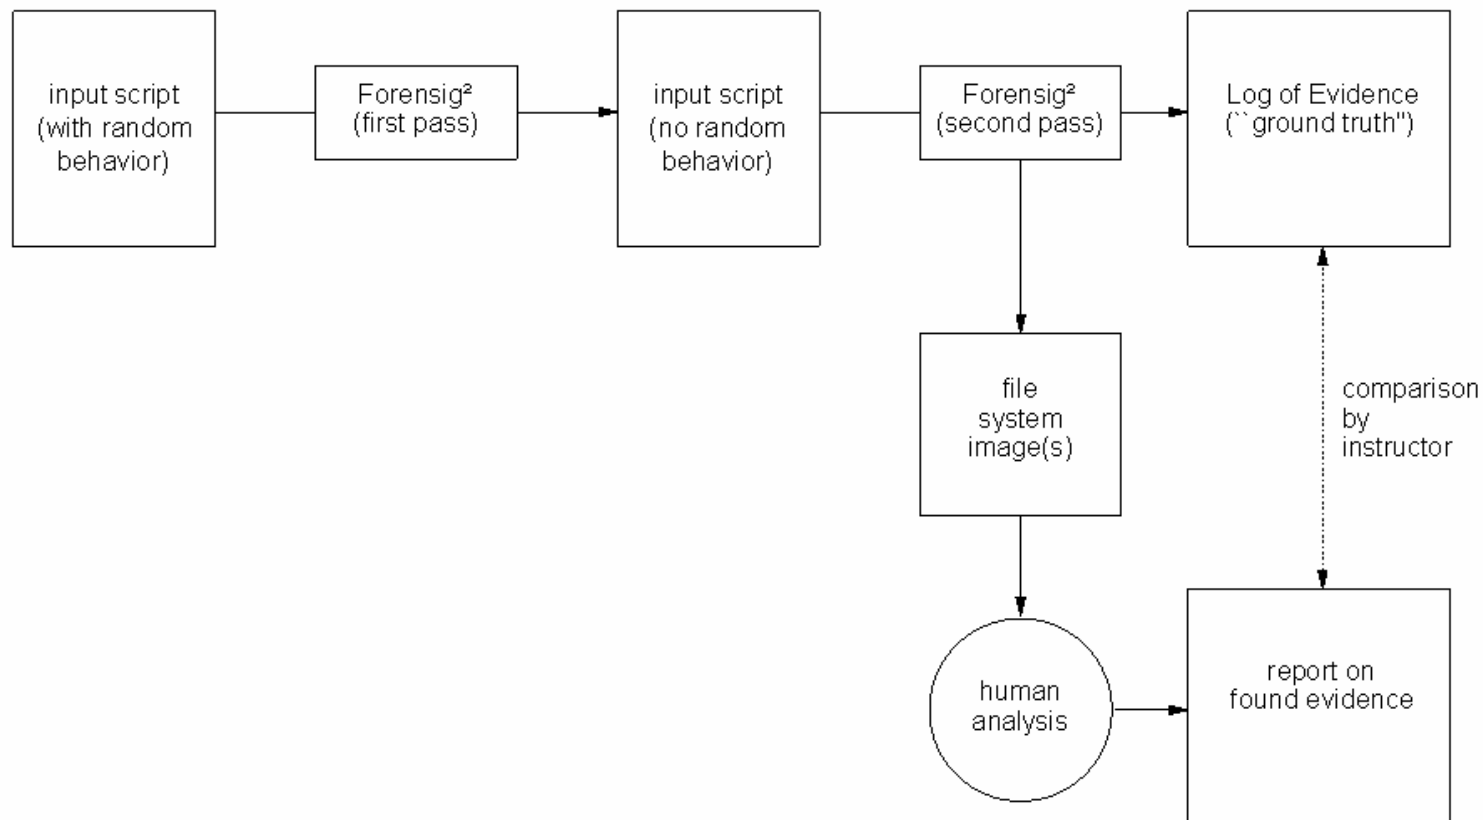 input script
(with random
behavior)
Forensig²
(first pass)
input script
(no random
behavior)
Forensig²
(second pass)
Log of Evidence
(``ground truth")
file
system
image(s)
comparison
by
instructor
human
analysis
report on
found evidence